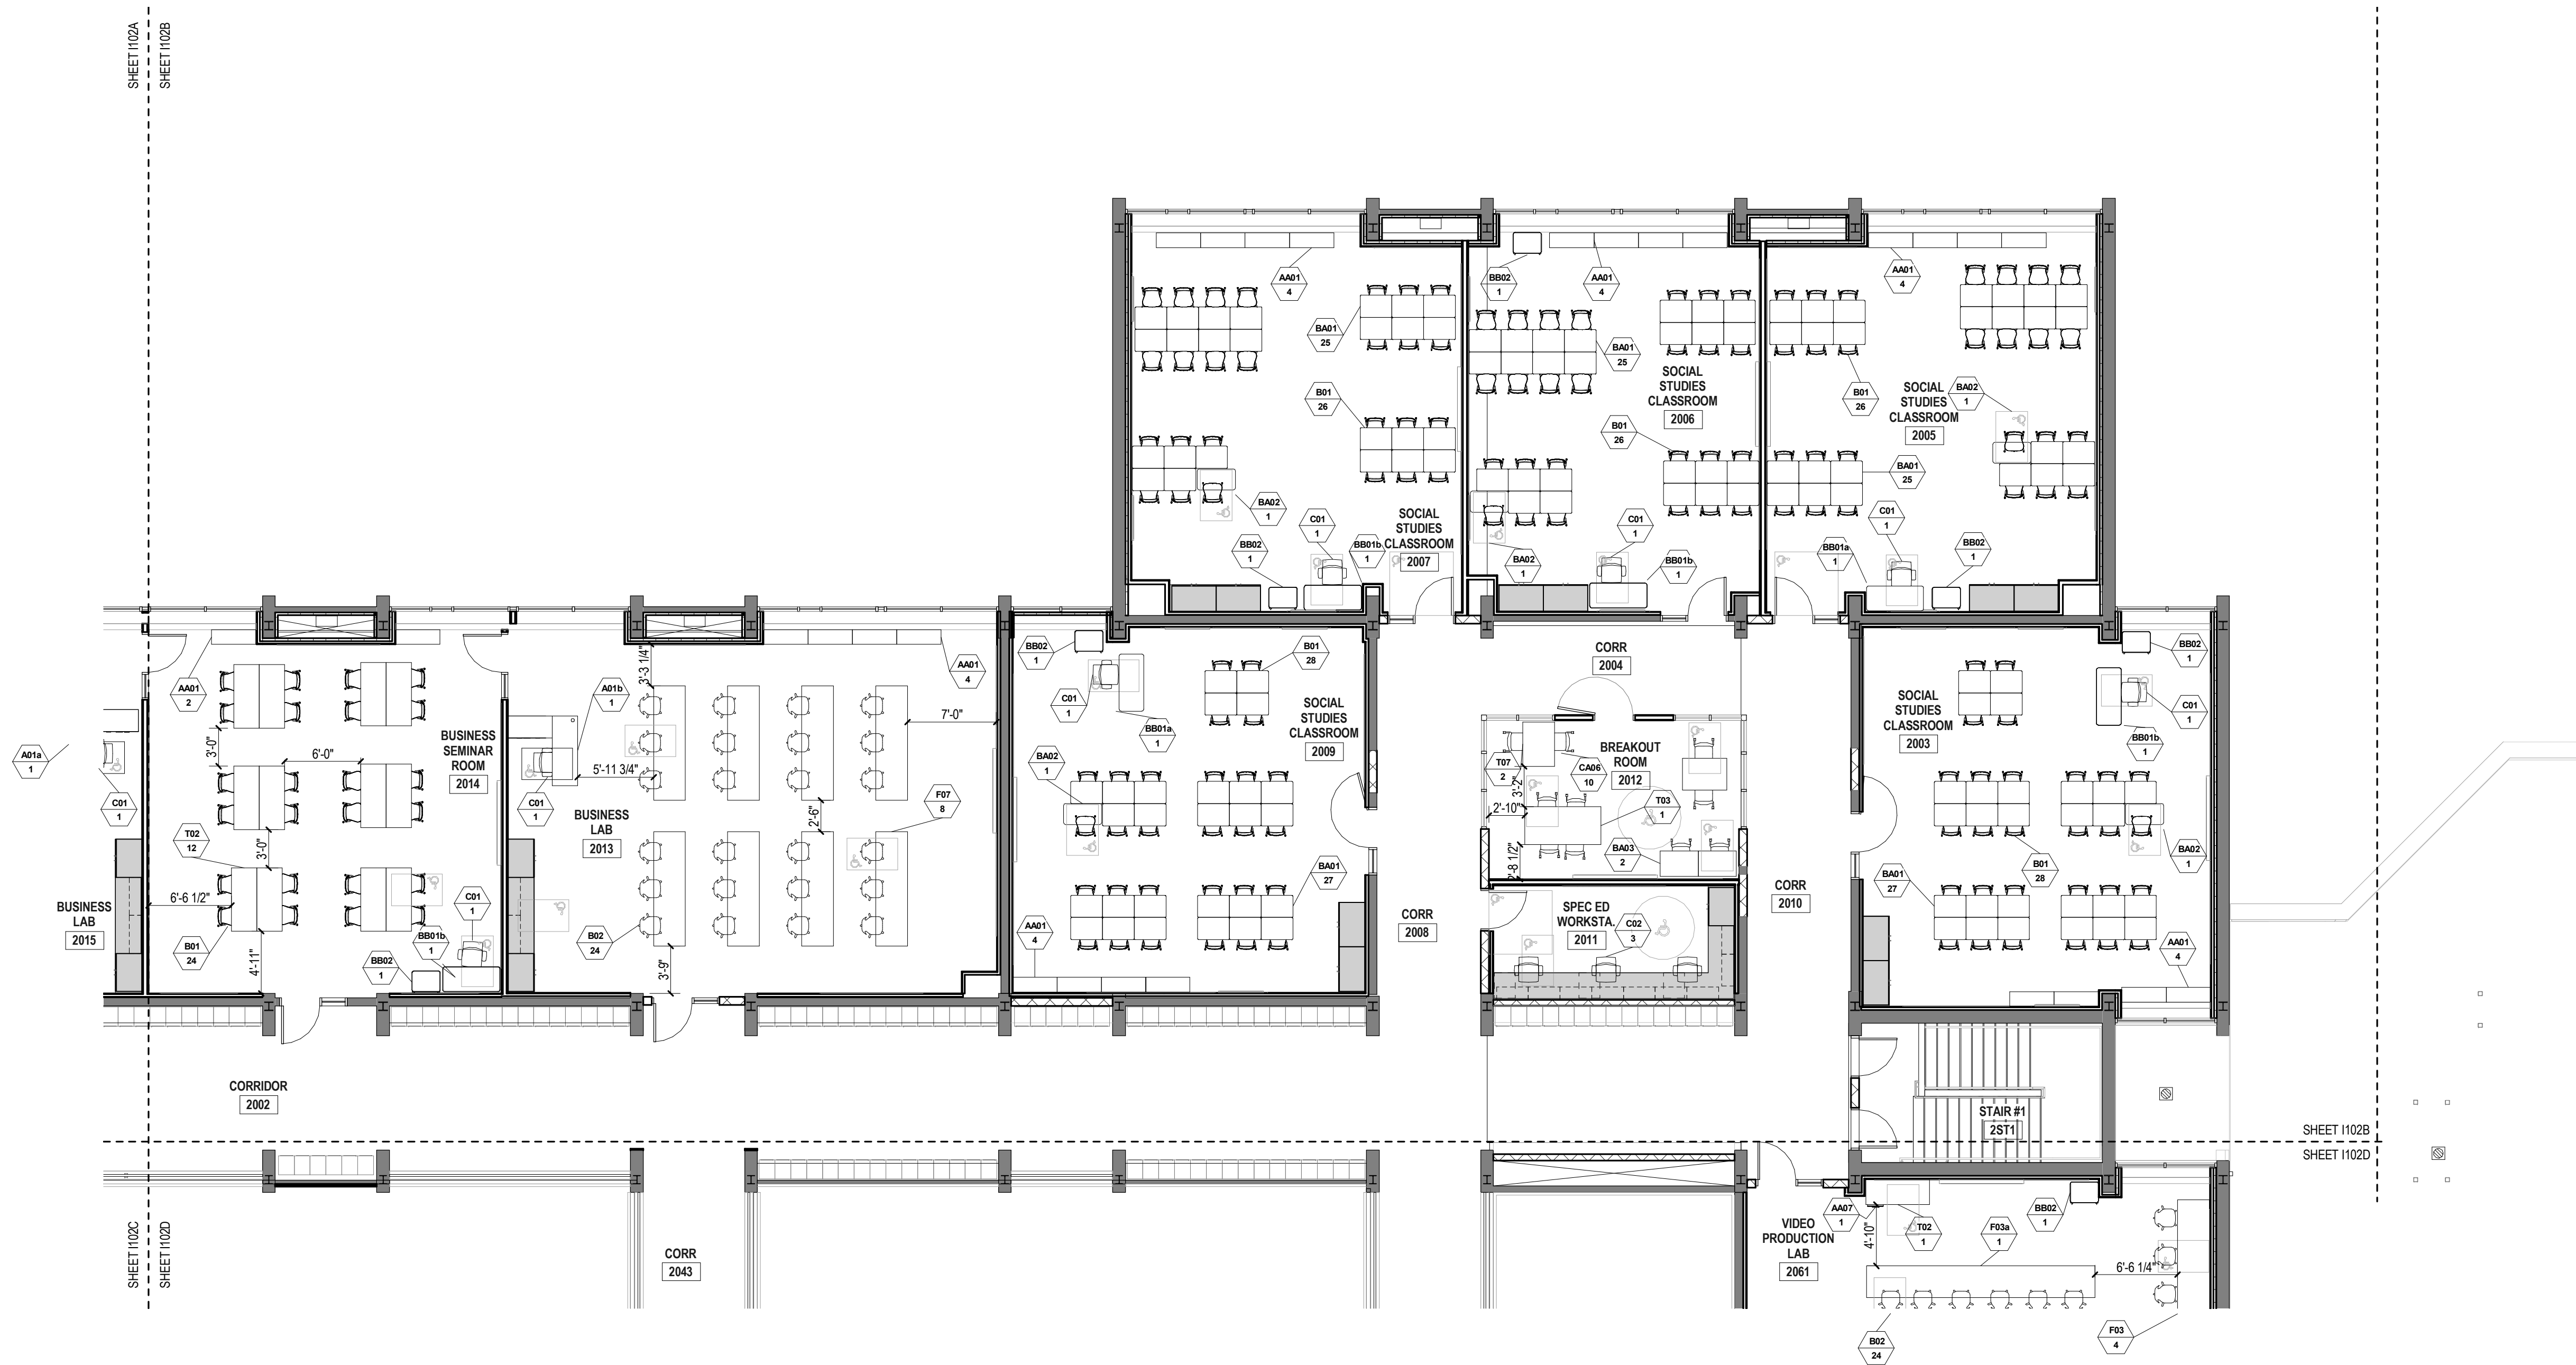 SHEET I102A
SHEET I102B
AA01
4
BB02
1
AA01
4
AA01
4
BA01
25
BA01
25
SOCIAL
STUDIES
CLASSROOM
2006
B01
26
B01
26
B01
26
SOCIAL
STUDIES
CLASSROOM
2005
BA02
1
BA01
25
BA02
1
SOCIAL
STUDIES
CLASSROOM
2007
C01
1
BB02
1
BB01b
1
BA02
1
C01
1
BB01b
1
C01
1
BB01a
1
BB02
1
A01a
1
C01
1
BUSINESS
LAB
2015
AA01
2
3'-0"
6'-0"
BUSINESS
SEMINAR
ROOM
2014
T02
12
3'-0"
6'-6 1/2"
B01
24
4'-11"
C01
1
BB01b
1
BB02
1
A01b
1
3'-3 1/4"
AA01
4
7'-0"
5'-11 3/4"
C01
1
BUSINESS
LAB
2013
2'-6"
F07
8
B02
24
3'-9"
BB02
1
C01
1
BB01a
1
B01
28
SOCIAL
STUDIES
CLASSROOM
2009
BA02
1
BA01
27
AA01
4
CORR
2004
BREAKOUT
ROOM
2012
T07
2
CA06
10
3'-2"
2'-10"
T03
1
BA03
2
2'-8 1/2"
SPEC ED
WORKSTA.
2011
C02
3
CORR
2008
CORR
2010
SOCIAL
STUDIES
CLASSROOM
2003
BB02
1
C01
1
BB01b
1
BA02
1
B01
28
BA01
27
AA01
4
CORRIDOR
2002
STAIR #1
2ST1
SHEET I102B
SHEET I102D
SHEET I102C
SHEET I102D
CORR
2043
VIDEO
PRODUCTION
LAB
2061
AA07
1
4'-10"
T02
1
F03a
1
BB02
1
6'-6 1/4"
B02
24
F03
4